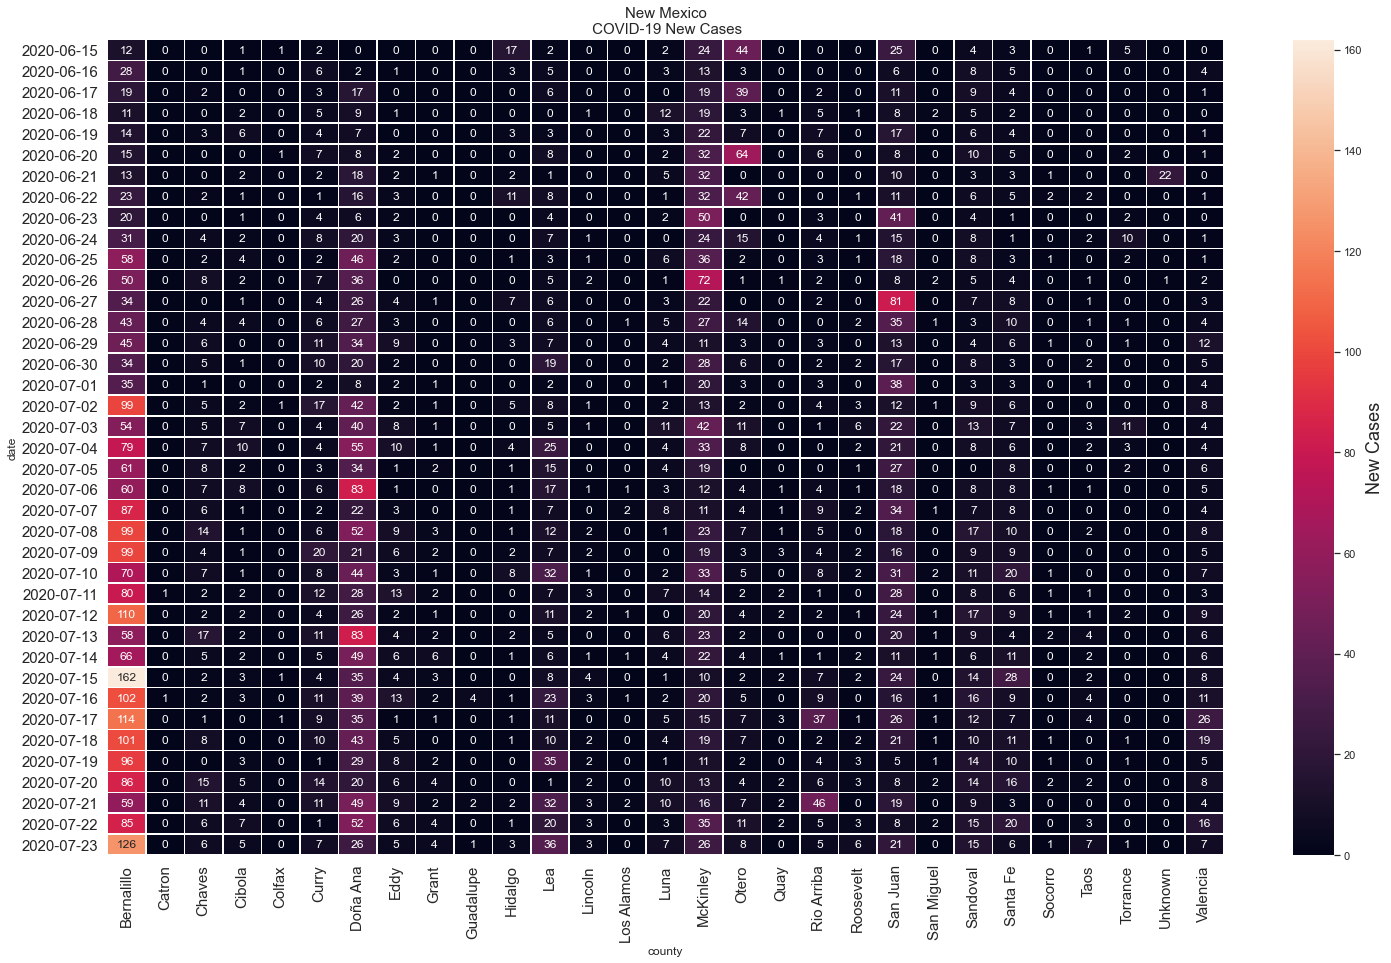 New Mexico
COVID-19 New Cases
2020-06-15 12 0 0 1 1 2 0 0 0 0 17 2 0 0 2 24 44 0 0 0 25 0 4 3 0 1 5 0 0
2020-06-16 28 0 0 1 0 6 2 1 0 0 3 5 0 0 3 13 3 0 0 0 6 0 8 5 0 0 0 0 4
2020-06-17 19 0 2 0 0 3 17 0 0 0 0 6 0 0 0 19 39 0 2 0 11 0 9 4 0 0 0 0 1
2020-06-18 11 0 0 2 0 5 9 1 0 0 0 0 1 0 12 19 3 1 5 1 8 2 5 2 0 0 0 0 0
2020-06-19 14 0 3 6 0 4 7 0 0 0 3 3 0 0 3 22 7 0 7 0 17 0 6 4 0 0 0 0 1
2020-06-20 15 0 0 0 1 7 8 2 0 0 0 8 0 0 2 32 64 0 6 0 8 0 10 5 0 0 2 0 1
2020-06-21 13 0 0 2 0 2 18 2 1 0 2 1 0 0 5 32 0 0 0 0 10 0 3 3 1 0 0 22 0
2020-06-22 23 0 2 1 0 1 16 3 0 0 11 8 0 0 1 32 42 0 0 1 11 0 6 5 2 2 0 0 1
2020-06-23 20 0 0 1 0 4 6 2 0 0 0 4 0 0 2 50 0 0 3 0 41 0 4 1 0 0 2 0 0
2020-06-24 31 0 4 2 0 8 20 3 0 0 0 7 1 0 0 24 15 0 4 1 15 0 8 1 0 2 10 0 1
2020-06-25 58 0 2 4 0 2 46 2 0 0 1 3 1 0 6 36 2 0 3 1 18 0 8 3 1 0 2 0 1
2020-06-26 50 0 8 2 0 7 36 0 0 0 0 5 2 0 1 72 1 1 2 0 8 2 5 4 0 1 0 1 2
2020-06-27 34 0 0 1 0 4 26 4 1 0 7 6 0 0 3 22 0 0 2 0 81 0 7 8 0 1 0 0 3
2020-06-28 43 0 4 4 0 6 27 3 0 0 0 6 0 1 5 27 14 0 0 2 35 1 3 10 0 1 1 0 4
2020-06-29 45 0 6 0 0 11 34 9 0 0 3 7 0 0 4 11 3 0 3 0 13 0 4 6 1 0 1 0 12
2020-06-30 34 0 5 1 0 10 20 2 0 0 0 19 0 0 2 28 6 0 2 2 17 0 8 3 0 2 0 0 5
2020-07-01 35 0 1 0 0 2 8 2 1 0 0 2 0 0 1 20 3 0 3 0 38 0 3 3 0 1 0 0 4
2020-07-02 99 0 5 2 1 17 42 2 1 0 5 8 1 0 2 13 2 0 4 3 12 1 9 6 0 0 0 0 8
2020-07-03 54 0 5 7 0 4 40 8 1 0 0 5 1 0 11 42 11 0 1 6 22 0 13 7 0 3 11 0 4
2020-07-04 79 0 7 10 0 4 55 10 1 0 4 25 0 0 4 33 8 0 0 2 21 0 8 6 0 2 3 0 4
2020-07-05 61 0 8 2 0 3 34 1 2 0 1 15 0 0 4 19 0 0 0 1 27 0 0 8 0 0 2 0 6
2020-07-06 60 0 7 8 0 6 83 1 0 0 1 17 1 1 3 12 4 1 4 1 18 0 8 8 1 1 0 0 5
2020-07-07 87 0 6 1 0 2 22 3 0 0 1 7 0 2 8 11 4 1 9 2 34 1 7 8 0 0 0 0 4
2020-07-08 99 0 14 1 0 6 52 9 3 0 1 12 2 0 1 23 3 0 5 0 18 0 17 10 0 2 0 0 8
2020-07-09 99 0 4 1 0 20 21 6 2 0 2 7 2 0 0 19 3 3 4 2 16 0 9 9 0 0 0 0 5
2020-07-10 70 0 7 1 0 8 44 3 1 0 8 32 1 0 2 33 5 0 8 2 31 2 11 20 1 0 0 0 7
2020-07-11 80 1 2 2 0 12 28 13 2 0 0 7 3 0 7 14 2 2 1 0 28 0 8 6 1 1 0 0 3
2020-07-12 110 0 2 2 0 4 26 2 1 0 0 11 2 1 0 20 4 2 2 1 24 1 17 9 1 1 2 0 9
2020-07-13 58 0 17 2 0 11 83 4 2 0 2 5 0 0 6 23 2 0 0 0 20 1 9 4 2 4 0 0 6
2020-07-14 66 0 5 2 0 5 49 6 6 0 1 6 1 1 4 22 4 1 1 2 11 1 6 11 0 2 0 0 6
2020-07-15 162 0 2 3 1 4 35 4 3 0 0 8 4 0 1 10 2 2 7 2 24 0 14 28 0 2 0 0 8
2020-07-16 102 1 2 3 0 11 39 13 2 4 1 23 3 1 2 20 5 0 9 0 16 1 16 9 0 4 0 0 11
2020-07-17 114 0 1 0 1 9 35 1 1 0 1 11 0 0 5 15 7 3 37 1 26 1 12 7 0 4 0 0 26
2020-07-18 101 0 8 0 0 10 43 5 0 0 1 10 2 0 4 19 7 0 2 2 21 1 10 11 1 0 1 0 19
2020-07-19 96 0 0 3 0 1 29 8 2 0 0 35 2 0 1 11 2 0 4 3 5 1 14 10 1 0 1 0 5
2020-07-20 86 0 15 5 0 14 20 6 4 0 0 1 2 0 10 13 4 2 6 3 8 2 14 16 2 2 0 0 8
2020-07-21 59 0 11 4 0 11 49 9 2 2 2 32 3 2 10 16 7 2 46 0 19 0 9 3 0 0 0 0 4
2020-07-22 85 0 6 7 0 1 52 6 4 0 1 20 3 0 3 35 11 2 5 3 8 2 15 20 0 3 0 0 16
2020-07-23 126 0 6 5 0 7 26 5 4 1 3 36 3 0 7 26 8 0 5 6 21 0 15 6 1 7 1 0 7
date
Bernalillo Catron Chaves Cibola Colfax Curry Doña Ana Eddy Grant Guadalupe Hidalgo Lea Lincoln Los Alamos Luna McKinley Otero Quay Rio Arriba Roosevelt San Juan San Miguel Sandoval Santa Fe Socorro Taos Torrance Unknown Valencia
county
160
140
120
100
80
60
40
20
0
New Cases